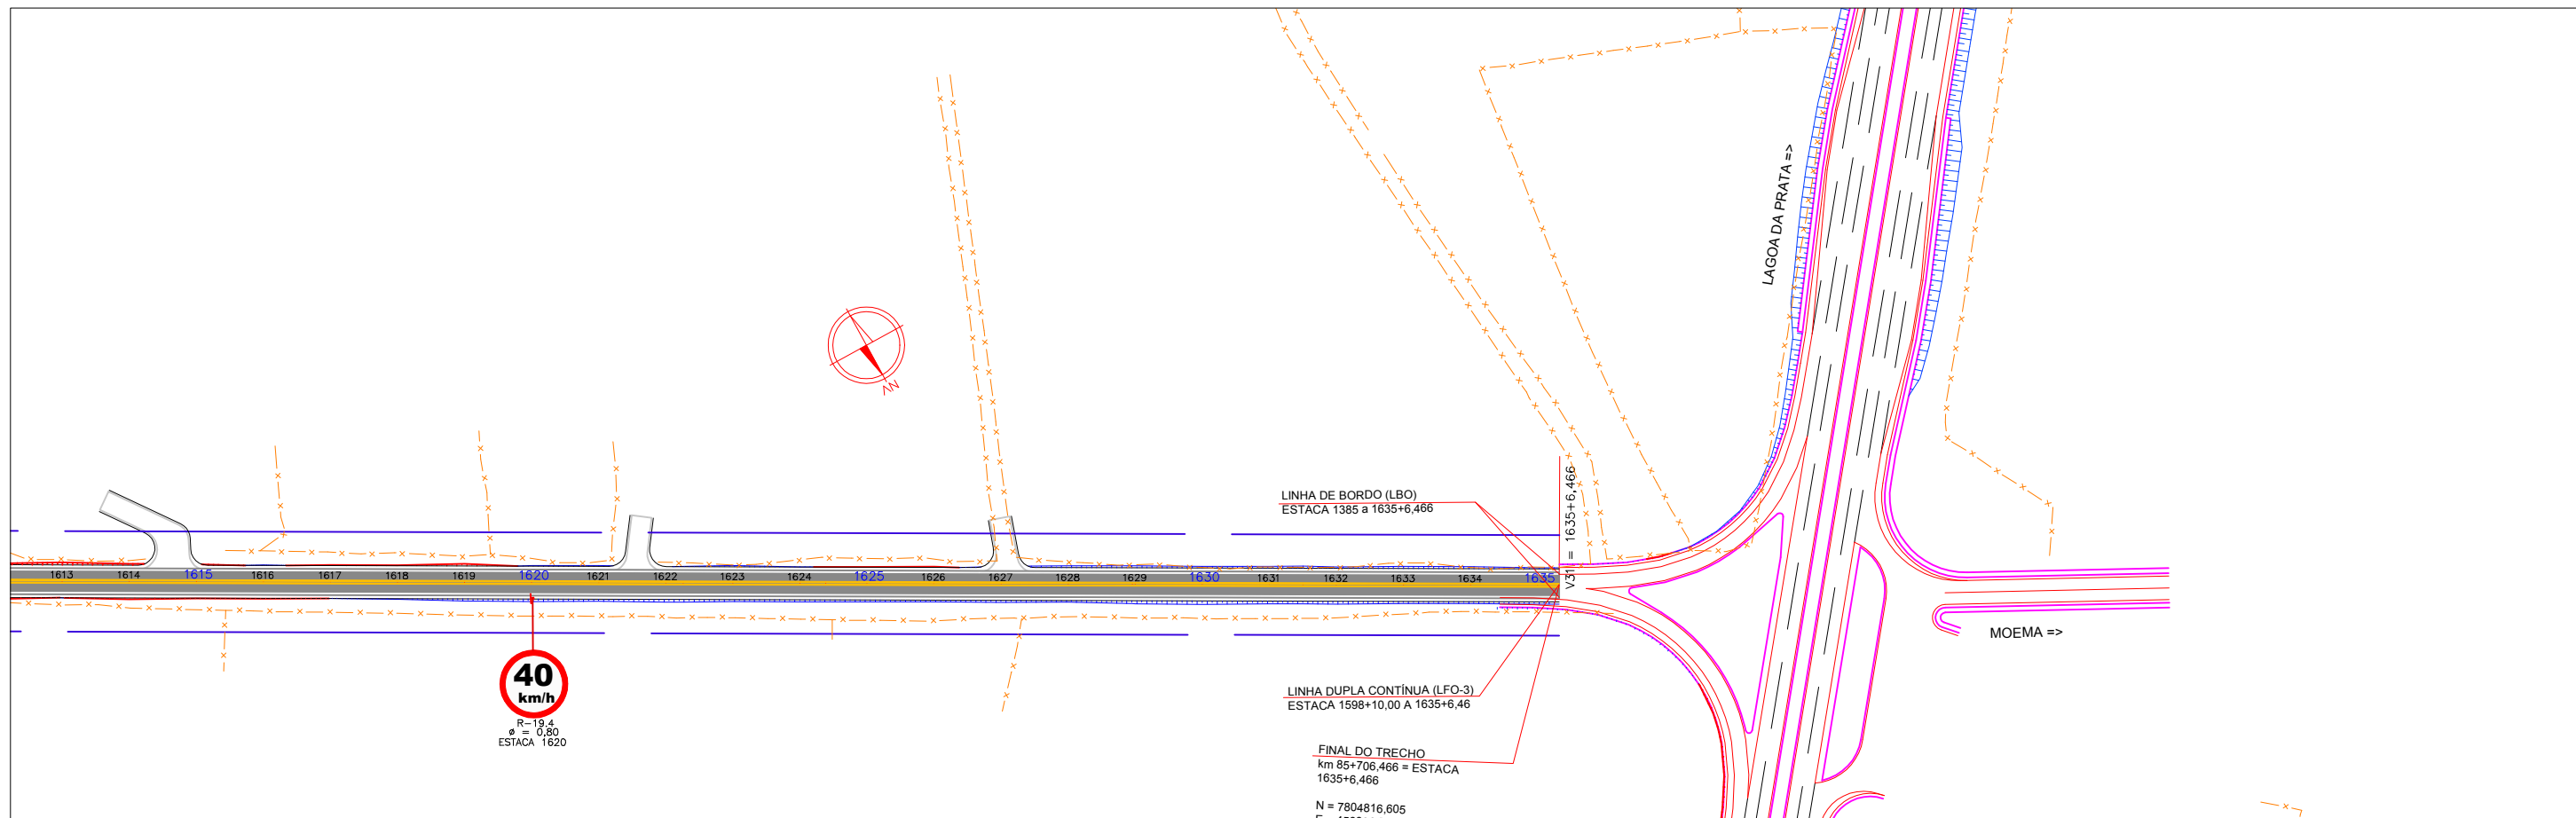 LAGOA DA PRATA =>
NV
LINHA DE BORDO (LBO)
ESTACA 1385 a 1635+6,466
V31 = 1635+6,466
1613 1614 1615 1616 1617 1618 1619 1620 1621 1622 1623 1624 1625 1626 1627 1628 1629 1630 1631 1632 1633 1634 1635
MOEMA =>
40
km/h
R-19.4
ø = 0,80
ESTACA 1620
LINHA DUPLA CONTÍNUA (LFO-3)
ESTACA 1598+10,00 A 1635+6,46
FINAL DO TRECHO
km 85+706,466 = ESTACA
1635+6,466
N = 7804816,605